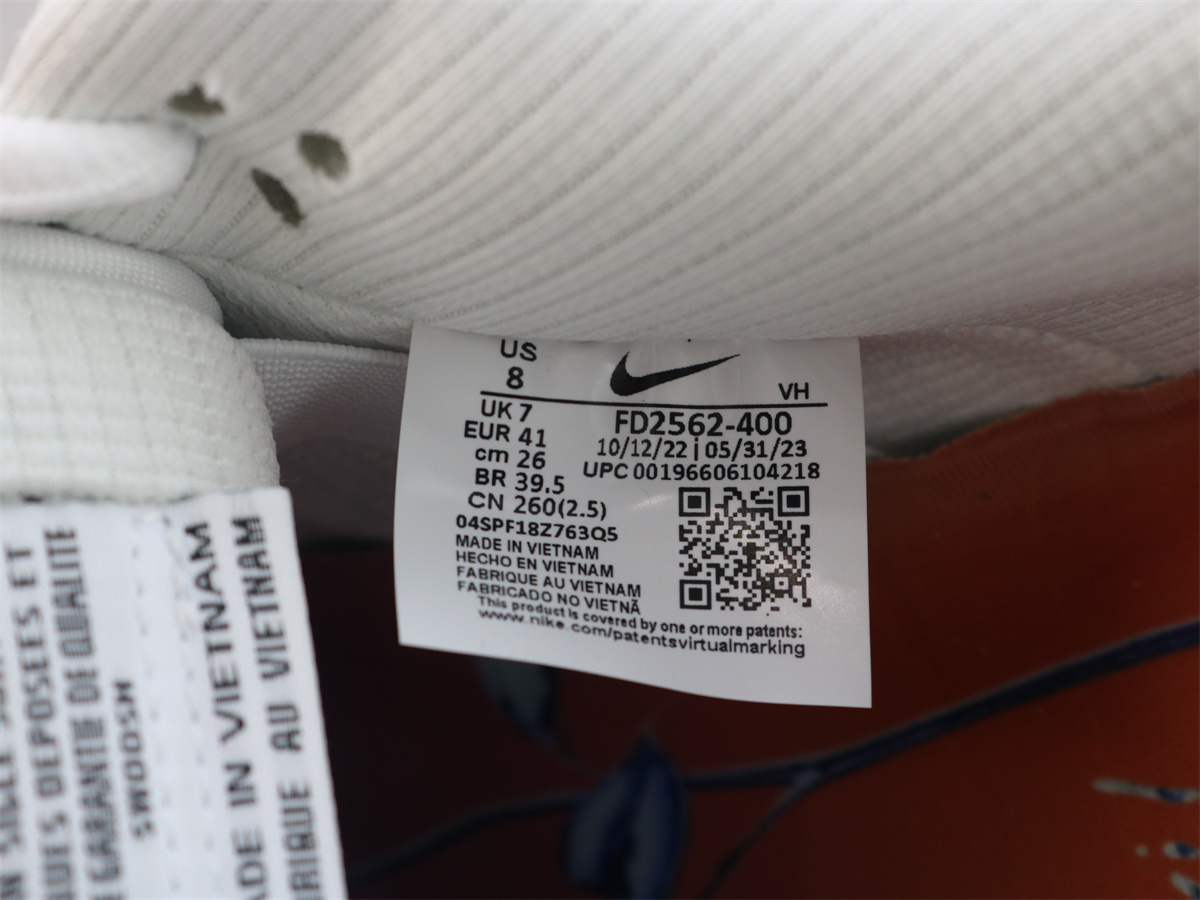 US
8
VH
UK 7
EUR 41
cm 26
BR 39.5
CN 260(2.5)
FD2562-400
10/12/22 | 05/31/23
UPC 00196606104218
04SPF18Z763Q5
MADE IN VIETNAM
HECHO EN VIETNAM
FABRIQUE AU VIETNAM
FABRICADO NO VIETNÃ
This product is covered by one or more patents:
www.nike.com/patentsvirtualmarking
DEPOSEES ET
GARANTIE DE QUALITE
SWOOSH
IN VIETNAM
AU VIETNAM